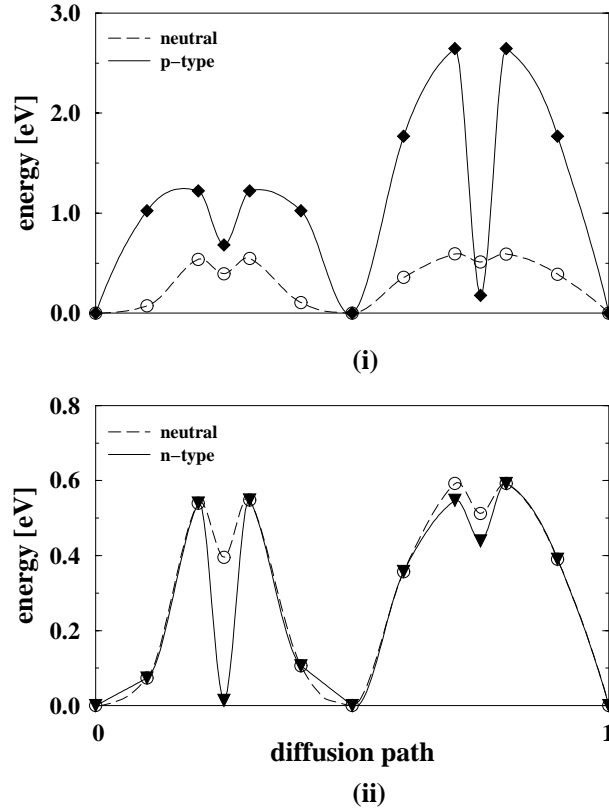 3.0
neutral
p−type
2.0
energy [eV]
1.0
0.0
(i)
0.8
neutral
n−type
0.6
energy [eV]
0.4
0.2
0.0
0
diffusion path
1
(ii)